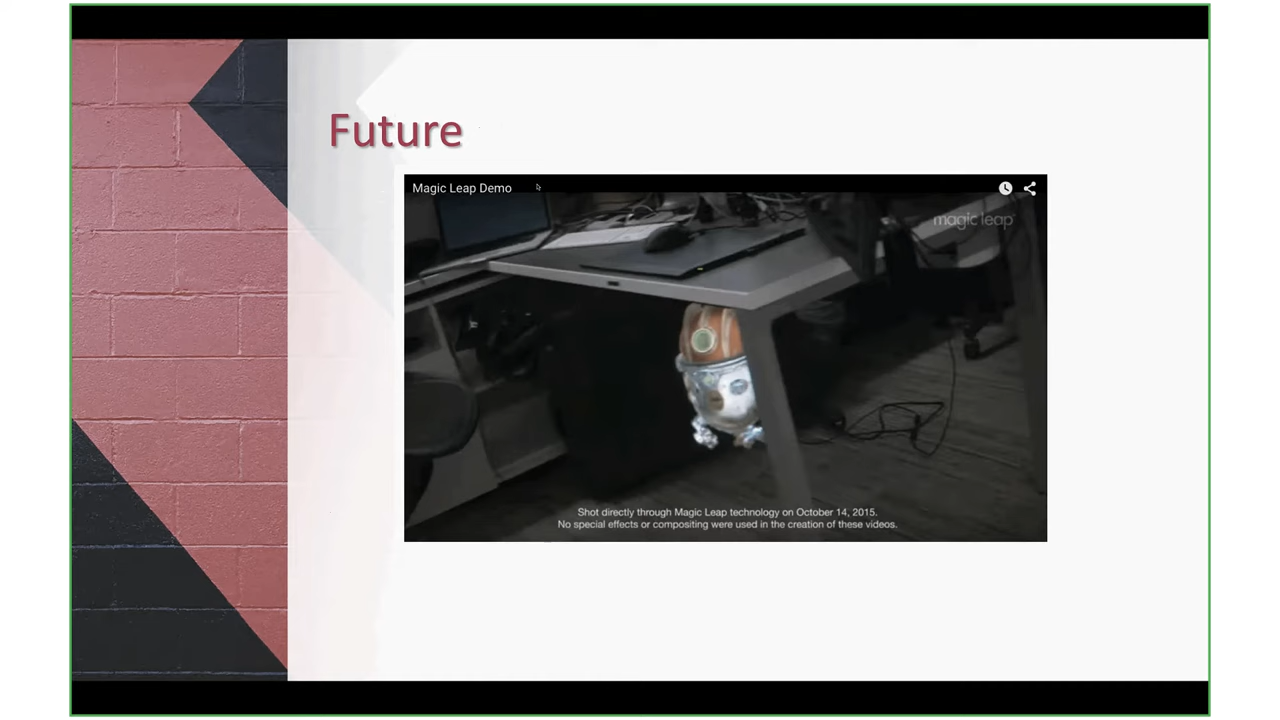 Future
Magic Leap Demo
magic leap
Shot directly through Magic Leap technology on October 14, 2015.
No special effects or compositing were used in the creation of these videos.